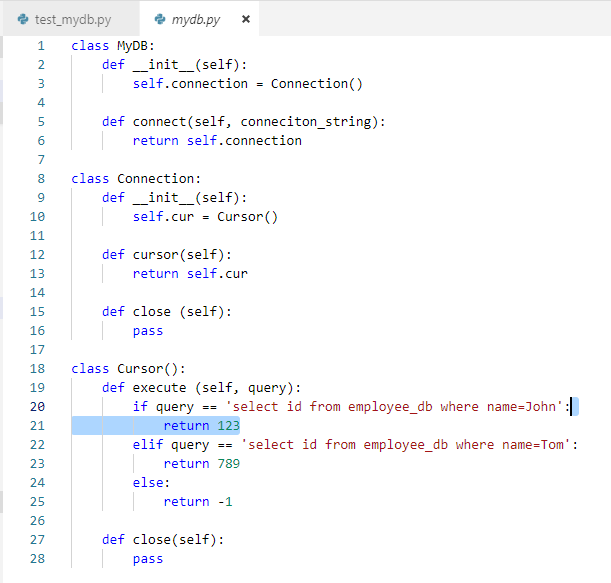 test_mydb.py mydb.py ×
1 class MyDB:
2     def __init__(self):
3         self.connection = Connection()
4
5     def connect(self, conneciton_string):
6         return self.connection
7
8 class Connection:
9     def __init__(self):
10         self.cur = Cursor()
11
12     def cursor(self):
13         return self.cur
14
15     def close (self):
16         pass
17
18 class Cursor():
19     def execute (self, query):
20         if query == 'select id from employee_db where name=John':
21             return 123
22         elif query == 'select id from employee_db where name=Tom':
23             return 789
24         else:
25             return -1
26
27     def close(self):
28         pass